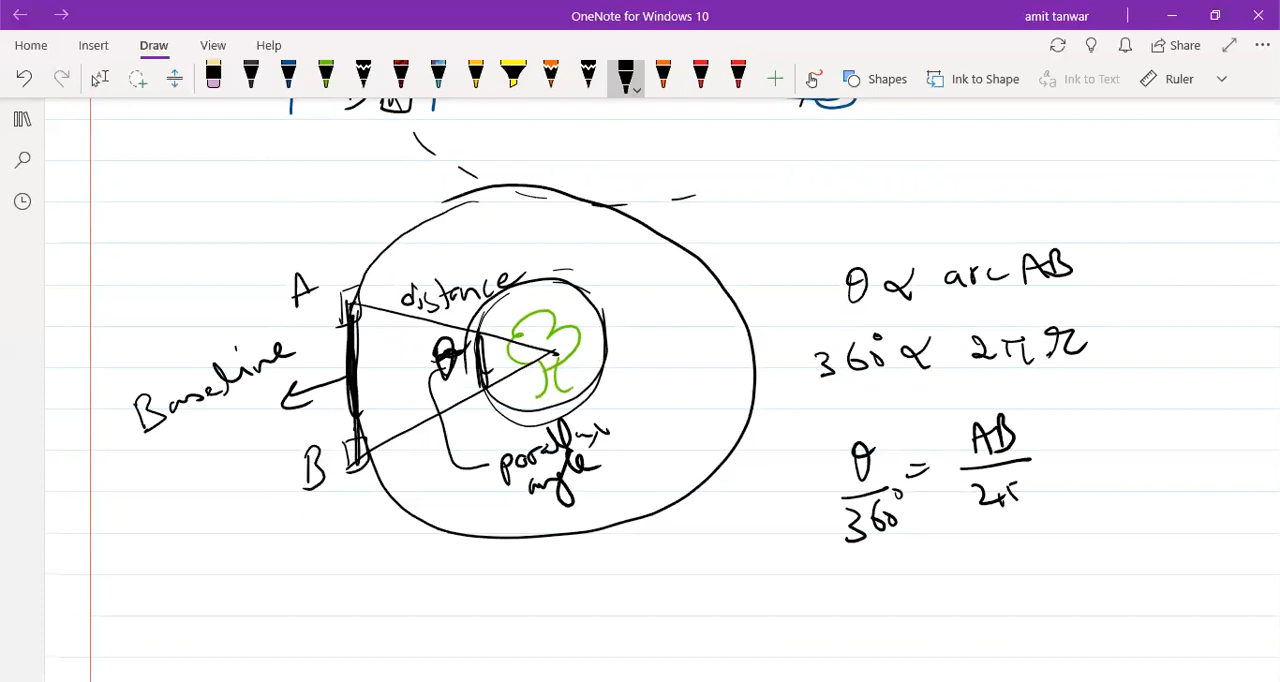 OneNote for Windows 10
amit tanwar
Home Insert Draw View Help
Share
Shapes
Ink to Shape
Ink to Text
Ruler
A
distance
Baseline
θ
B
parallax
angle
θ ∝ arc AB
360° ∝ 2πr
θ/360° = AB/2π